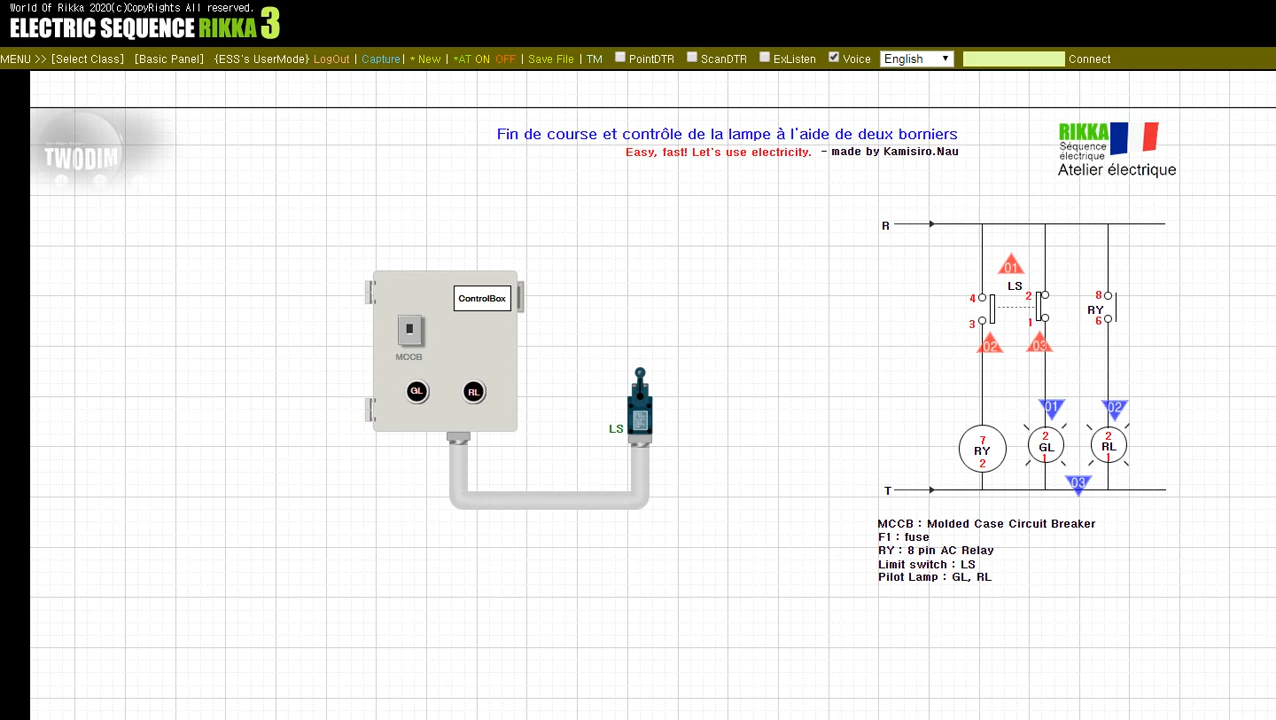 World Of Rikka 2020(c)CopyRights All reserved.
ELECTRIC SEQUENCE RIKKA 3
MENU >> [Select Class] [Basic Panel] {ESS's UserMode} LogOut | Capture | * New | *AT ON OFF | Save File | TM PointDTR ScanDTR ExListen Voice English Connect
TWODIM
Fin de course et contrôle de la lampe à l'aide de deux borniers
Easy, fast! Let's use electricity. - made by Kamisiro.Nau
RIKKA
Séquence
électrique
Atelier électrique
ControlBox
MCCB
GL RL
LS
R
01
LS
4 2 8
RY
3 1 6
02 03
01 02
7 2 2
RY GL RL
2 1 1
03
T
MCCB : Molded Case Circuit Breaker
F1 : fuse
RY : 8 pin AC Relay
Limit switch : LS
Pilot Lamp : GL, RL